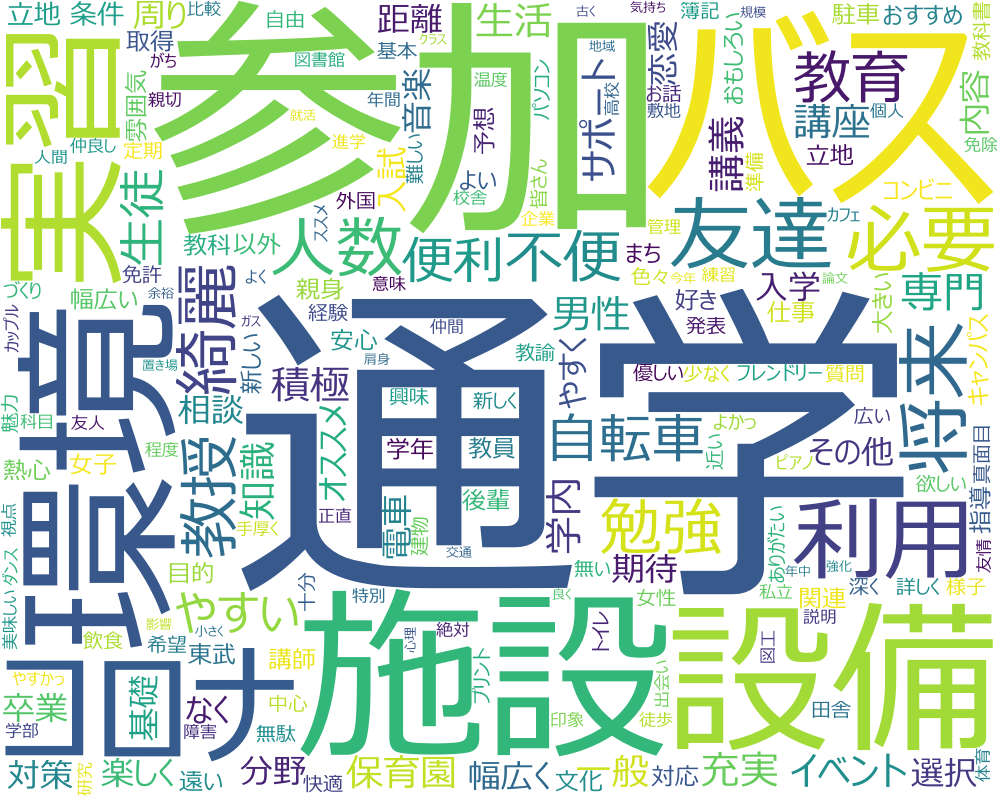 立地
条件
周り
比較
取得
がち
自由
図書館
雰囲気
親切
実習
人間
仲良し
定期
クラス
就活
年間
進学
参加
距離
基本
温度
音楽
入試
難しい
予想
よい
生活
パソコン
古く
気持ち
地域
サポート
高校
お話
敷地
恋愛
簿記
規模
おもしろい
バス
駐車
おすすめ
教科書
教育
講座
個人
内容
免除
講義
立地
準備
コンビニ
生徒
教科
以外
外国
ススメ
人数
校舎
皆さん
企業
便利
不便
管理
まち
友達
カフェ
必要
免許
づくり
幅広い
余裕
よく
親身
意味
色々
今年
練習
論文
入学
専門
カップル
環境
綺麗
新しい
ガス
経験
安心
仲間
教諭
男性
好き
発表
仕事
大きい
キャンパス
置き場
積極
肩身
興味
新しく
やすく
優しい
少なく
フレンドリー
質問
将来
魅力
科目
友人
相談
オススメ
通学
学年
教員
自転車
よかっ
近い
ピアノ
広い
その他
熱心
女子
程度
教授
知識
後輩
電車
建物
欲しい
視点
手厚く
正直
交通
学内
勉強
ありがたい
利用
指導
真面目
友情
ダンス
美味しい
目的
十分
特別
良く
無い
期待
私立
年中
強化
深く
詳しく
様子
飲食
影響
希望
やすい
小さく
東武
心理
絶対
女性
トイレ
関連
説明
やすかっ
コロナ
講師
施設
設備
図工
卒業
基礎
なく
中心
プリント
印象
出会い
徒歩
田舎
学部
障害
無駄
対策
研究
楽しく
遠い
分野
快適
保育園
幅広く
文化
一般
対応
充実
イベント
選択
体育